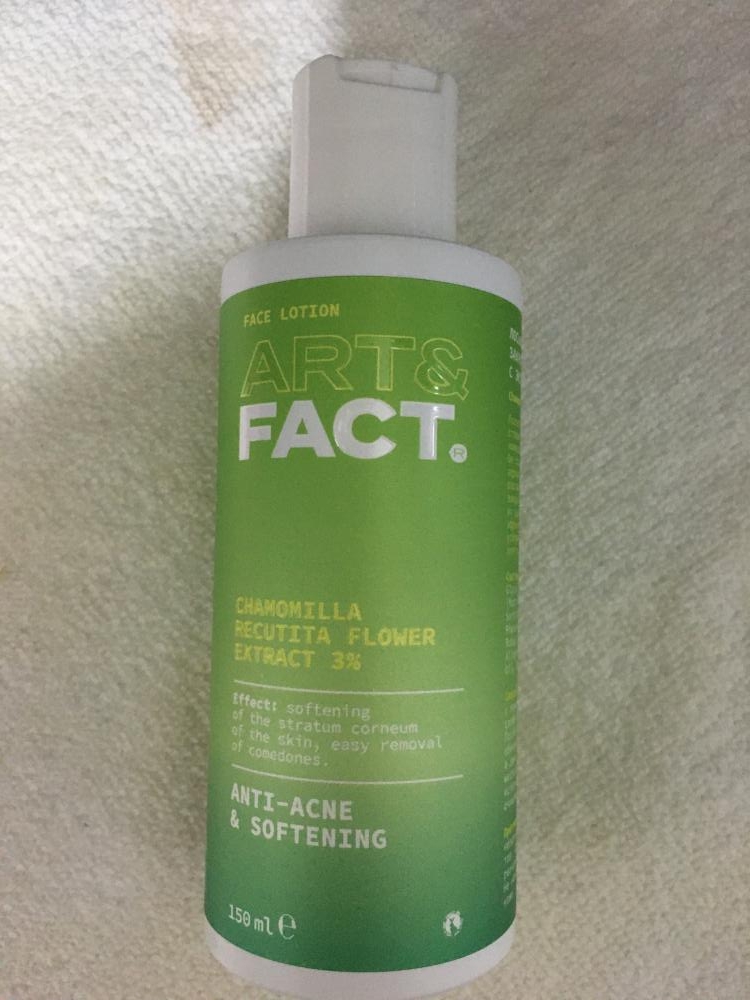 FACE LOTION
ART&
FACT.®
CHAMOMILLA
RECUTITA FLOWER
EXTRACT 3%
Effect: softening
of the stratum corneum
of the skin, easy removal
of comedones.
ANTI-ACNE
& SOFTENING
150 ml ℮